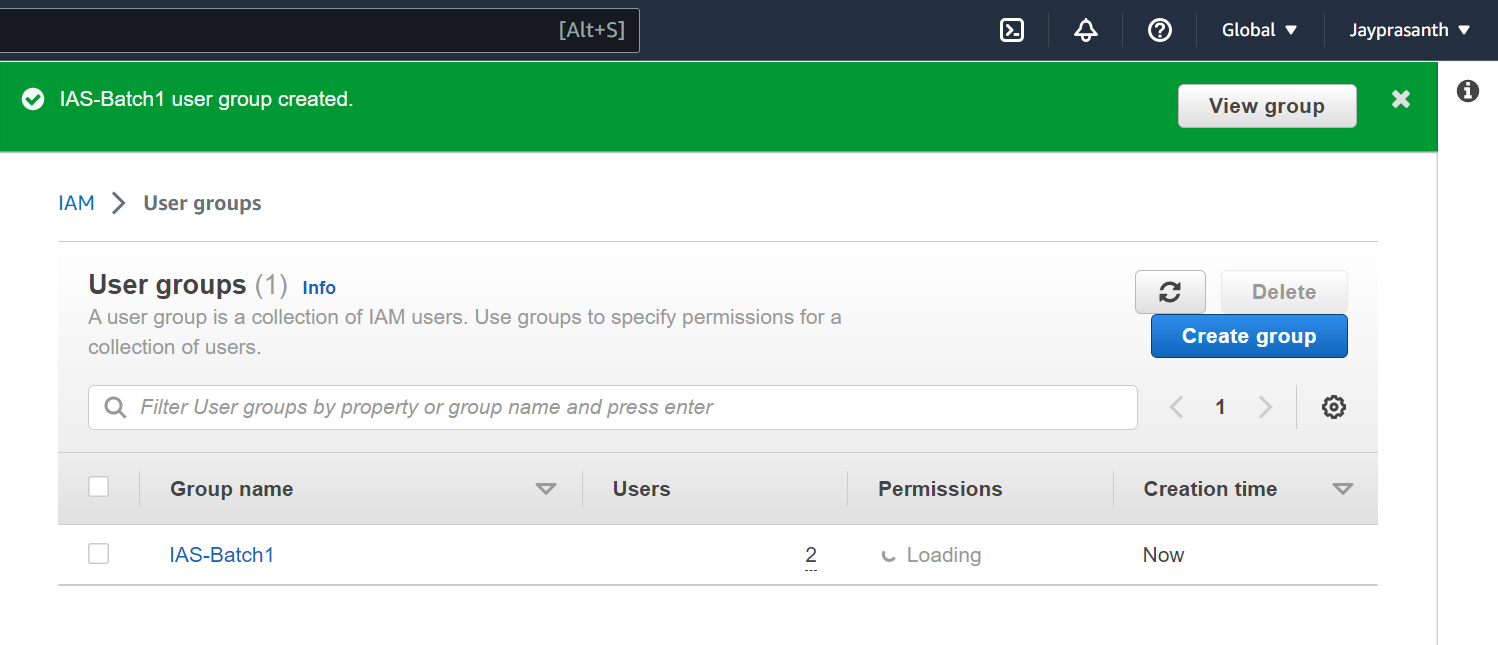 [Alt+S]
Global
Jayprasanth
IAS-Batch1 user group created.
View group
IAM
User groups
User groups (1) Info
A user group is a collection of IAM users. Use groups to specify permissions for a
collection of users.
Delete
Create group
Filter User groups by property or group name and press enter
1
Group name Users Permissions Creation time
IAS-Batch1 2 Loading Now